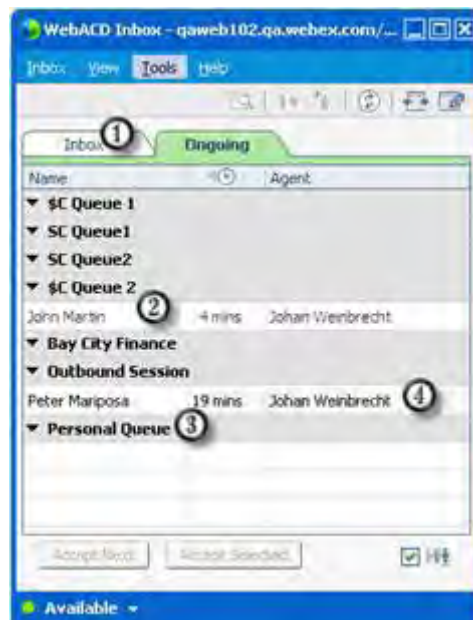 WebACD Inbox - qaweb102.qa.webex.com/...
Inbox View Tools Help
Inbox 1 Ongoing
Name Agent
$C Queue 1
SC Queue1
SC Queue2
$C Queue 2
John Martin 2 4 mins Johan Weinbrecht
Bay City Finance
Outbound Session
Peter Mariposa 19 mins Johan Weinbrecht 4
Personal Queue 3
Accept Next Accept Selected
Available